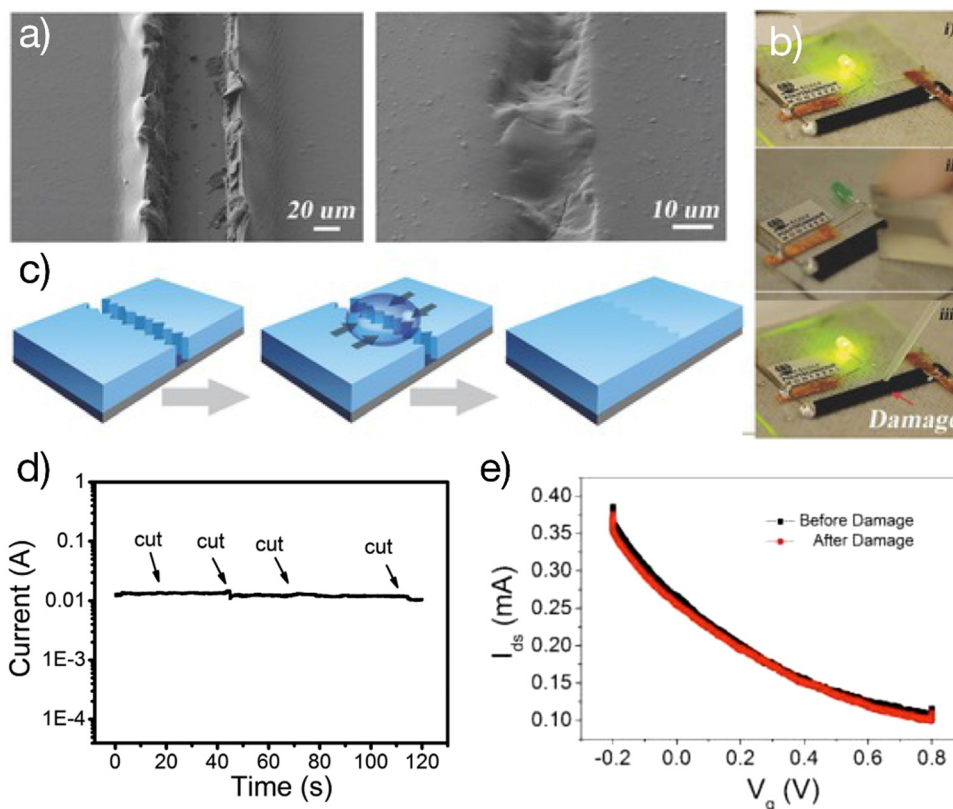 a)
20 um
10 um
b)
i)
iii
Damage
c)
d)
Current (A)
1
0.1
0.01
1E-3
1E-4
cut
cut
cut
cut
0
20
40
60
80
100
120
Time (s)
e)
I_ds (mA)
0.40
0.35
0.30
0.25
0.20
0.15
0.10
Before Damage
After Damage
-0.2
0.0
0.2
0.4
0.6
0.8
V_g (V)